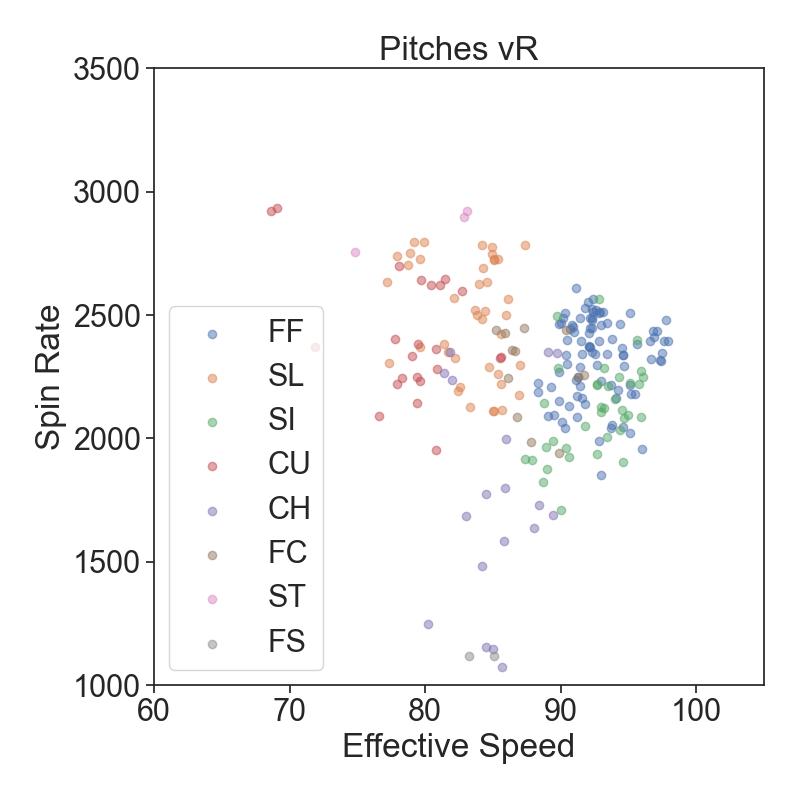 Pitches vR
3500
3000
2500
2000
1500
1000
Spin Rate
FF
SL
SI
CU
CH
FC
ST
FS
60 70 80 90 100
Effective Speed